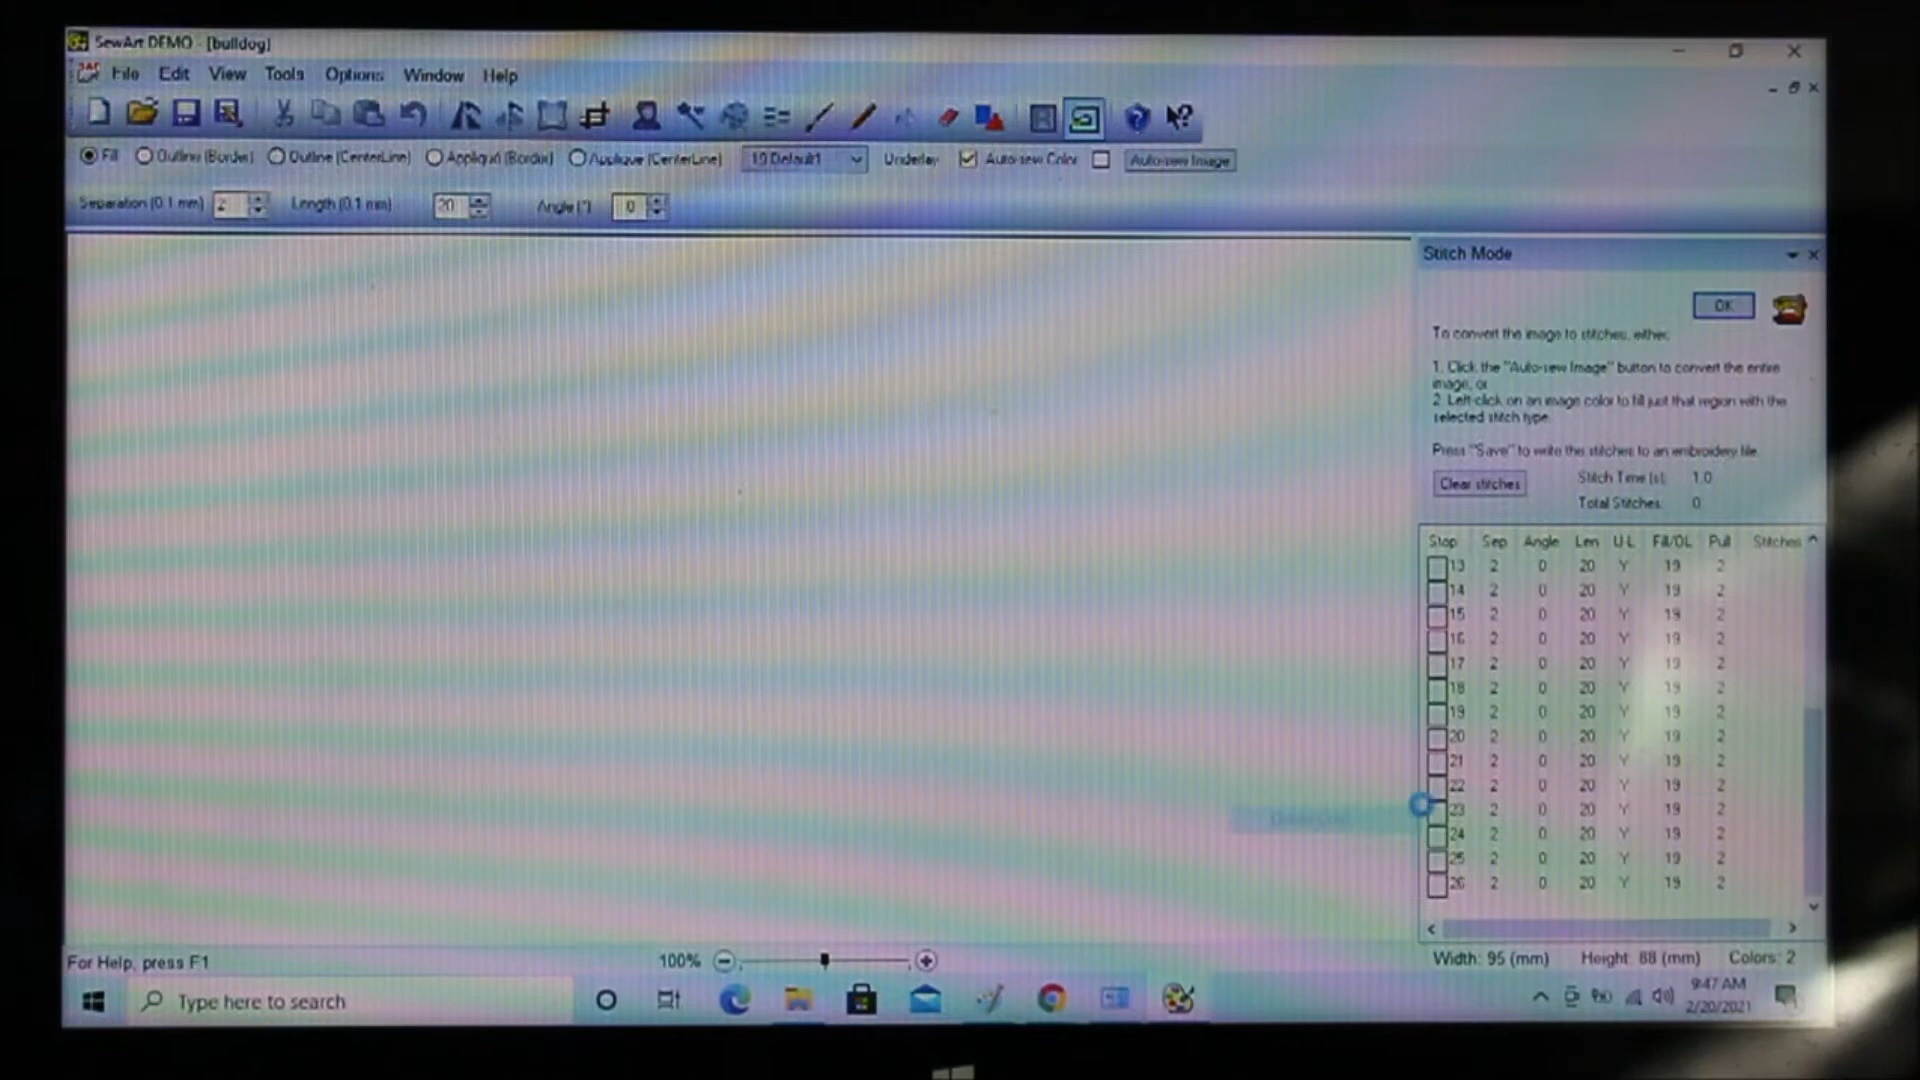 SewArt DEMO - [bulldog]
File Edit View Tools Options Window Help
Fill Outline (Border) Outline (CenterLine) Applique (Border) Applique (CenterLine) 19 Default1 Underlay Auto-sew Color Auto-sew Image
Separation (0.1 mm) 2 Length (0.1 mm) 20 Angle (°) 0
Stitch Mode
OK
To convert the image to stitches, either,
1. Click the "Auto-sew Image" button to convert the entire
image, or
2. Left-click on an image color to fill just that region with the
selected stitch type.
Press "Save" to write the stitches to an embroidery file.
Clear stitches Stitch Time (s): 1.0
Total Stitches: 0
Stop Sep Angle Len U-L Fill/OL Pull Stitches
13 2 0 20 Y 19 2
14 2 0 20 Y 19 2
15 2 0 20 Y 19 2
16 2 0 20 Y 19 2
17 2 0 20 Y 19 2
18 2 0 20 Y 19 2
19 2 0 20 Y 19 2
20 2 0 20 Y 19 2
21 2 0 20 Y 19 2
22 2 0 20 Y 19 2
23 2 0 20 Y 19 2
24 2 0 20 Y 19 2
25 2 0 20 Y 19 2
26 2 0 20 Y 19 2
For Help, press F1 100% Width: 95 (mm) Height: 88 (mm) Colors: 2
Type here to search
9:47 AM
2/20/2021